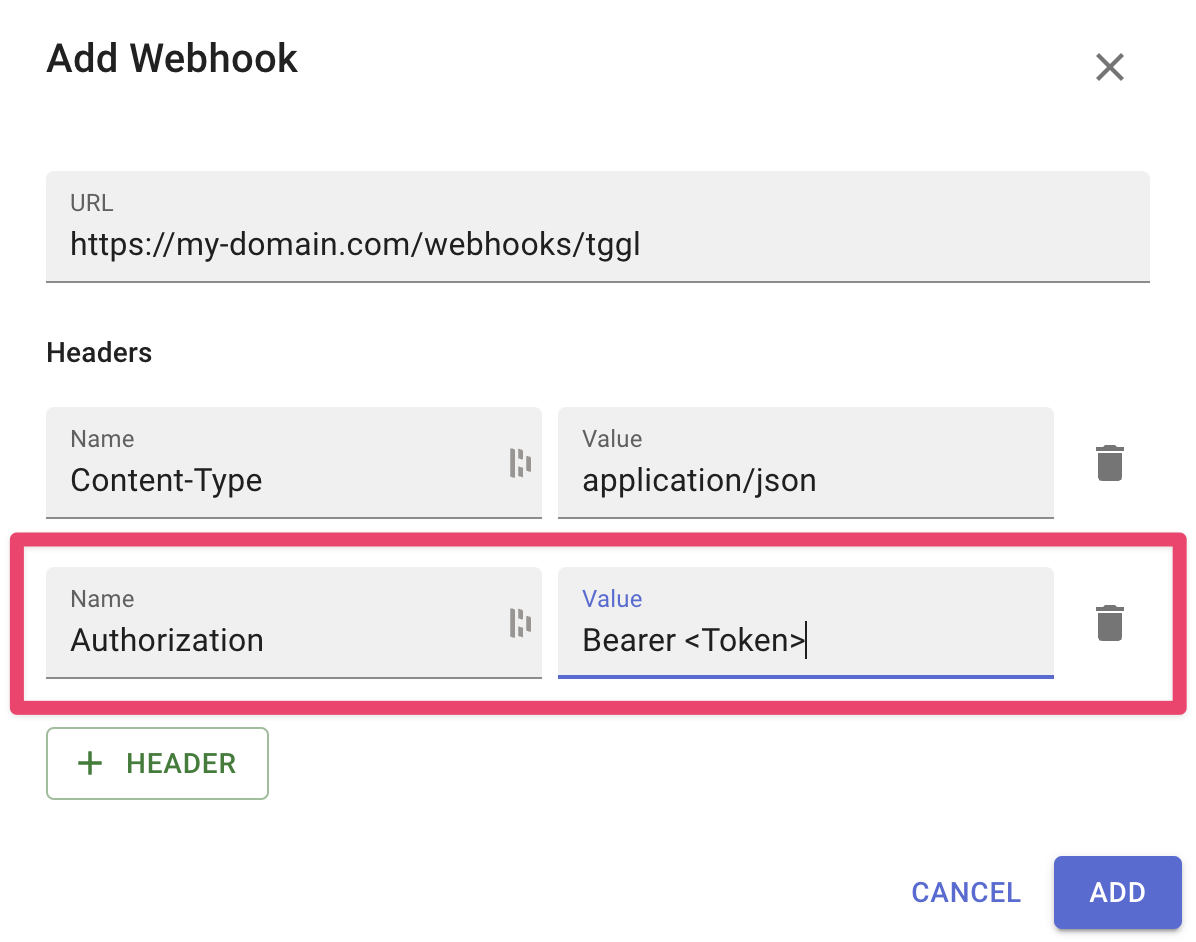 Add Webhook
URL
https://my-domain.com/webhooks/tggl
Headers
Name
Content-Type
Value
application/json
Name
Authorization
Value
Bearer <Token>
+ HEADER
CANCEL
ADD